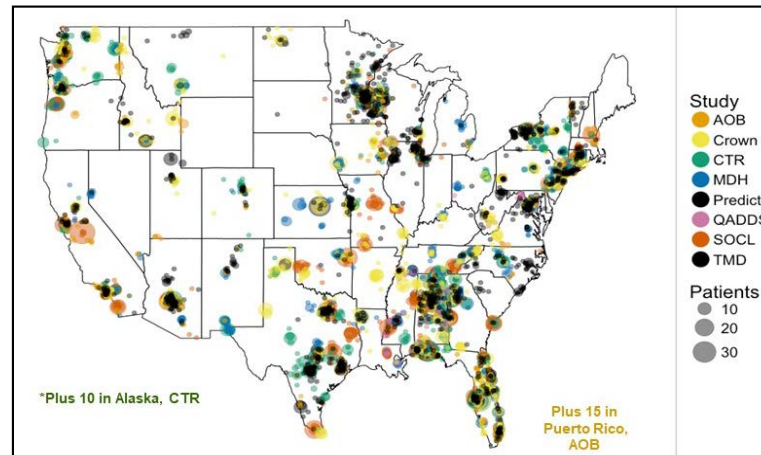 Study
AOB
Crown
CTR
MDH
Predict
QADDS
SOCL
TMD
Patients
10
20
30
*Plus 10 in Alaska, CTR
Plus 15 in
Puerto Rico,
AOB